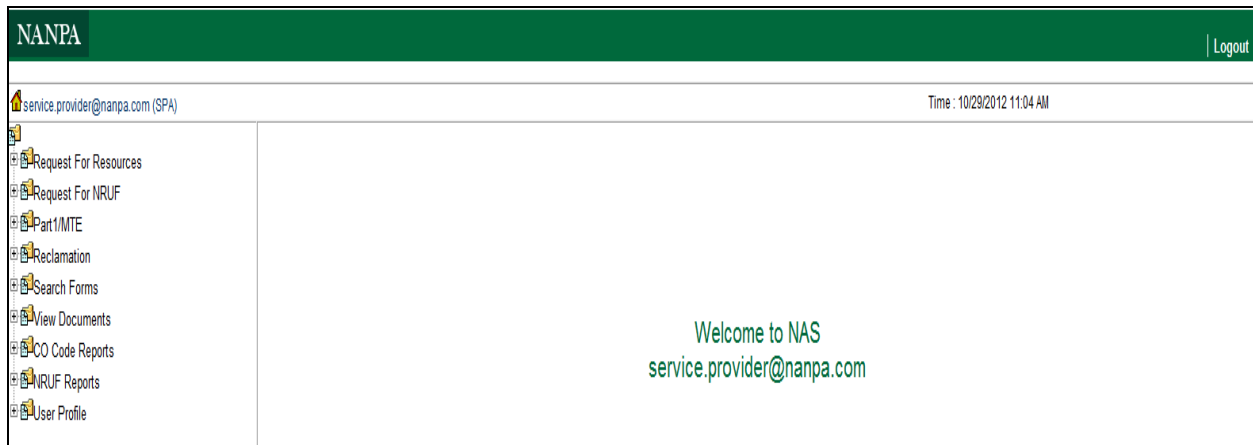 NANPA
| Logout
service.provider@nanpa.com (SPA)
Time : 10/29/2012 11:04 AM
Request For Resources
Request For NRUF
Part1/MTE
Reclamation
Search Forms
View Documents
CO Code Reports
NRUF Reports
User Profile
Welcome to NAS
service.provider@nanpa.com